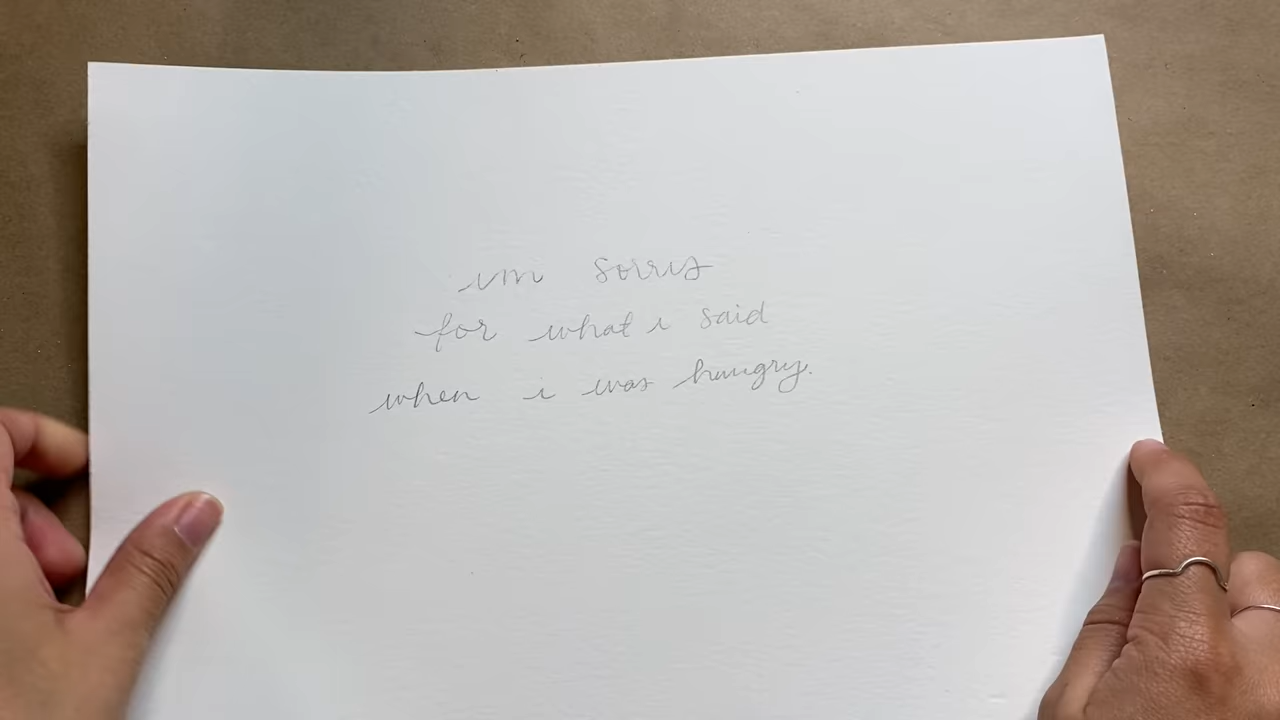 im sorry
for what i said
when i was hungry.